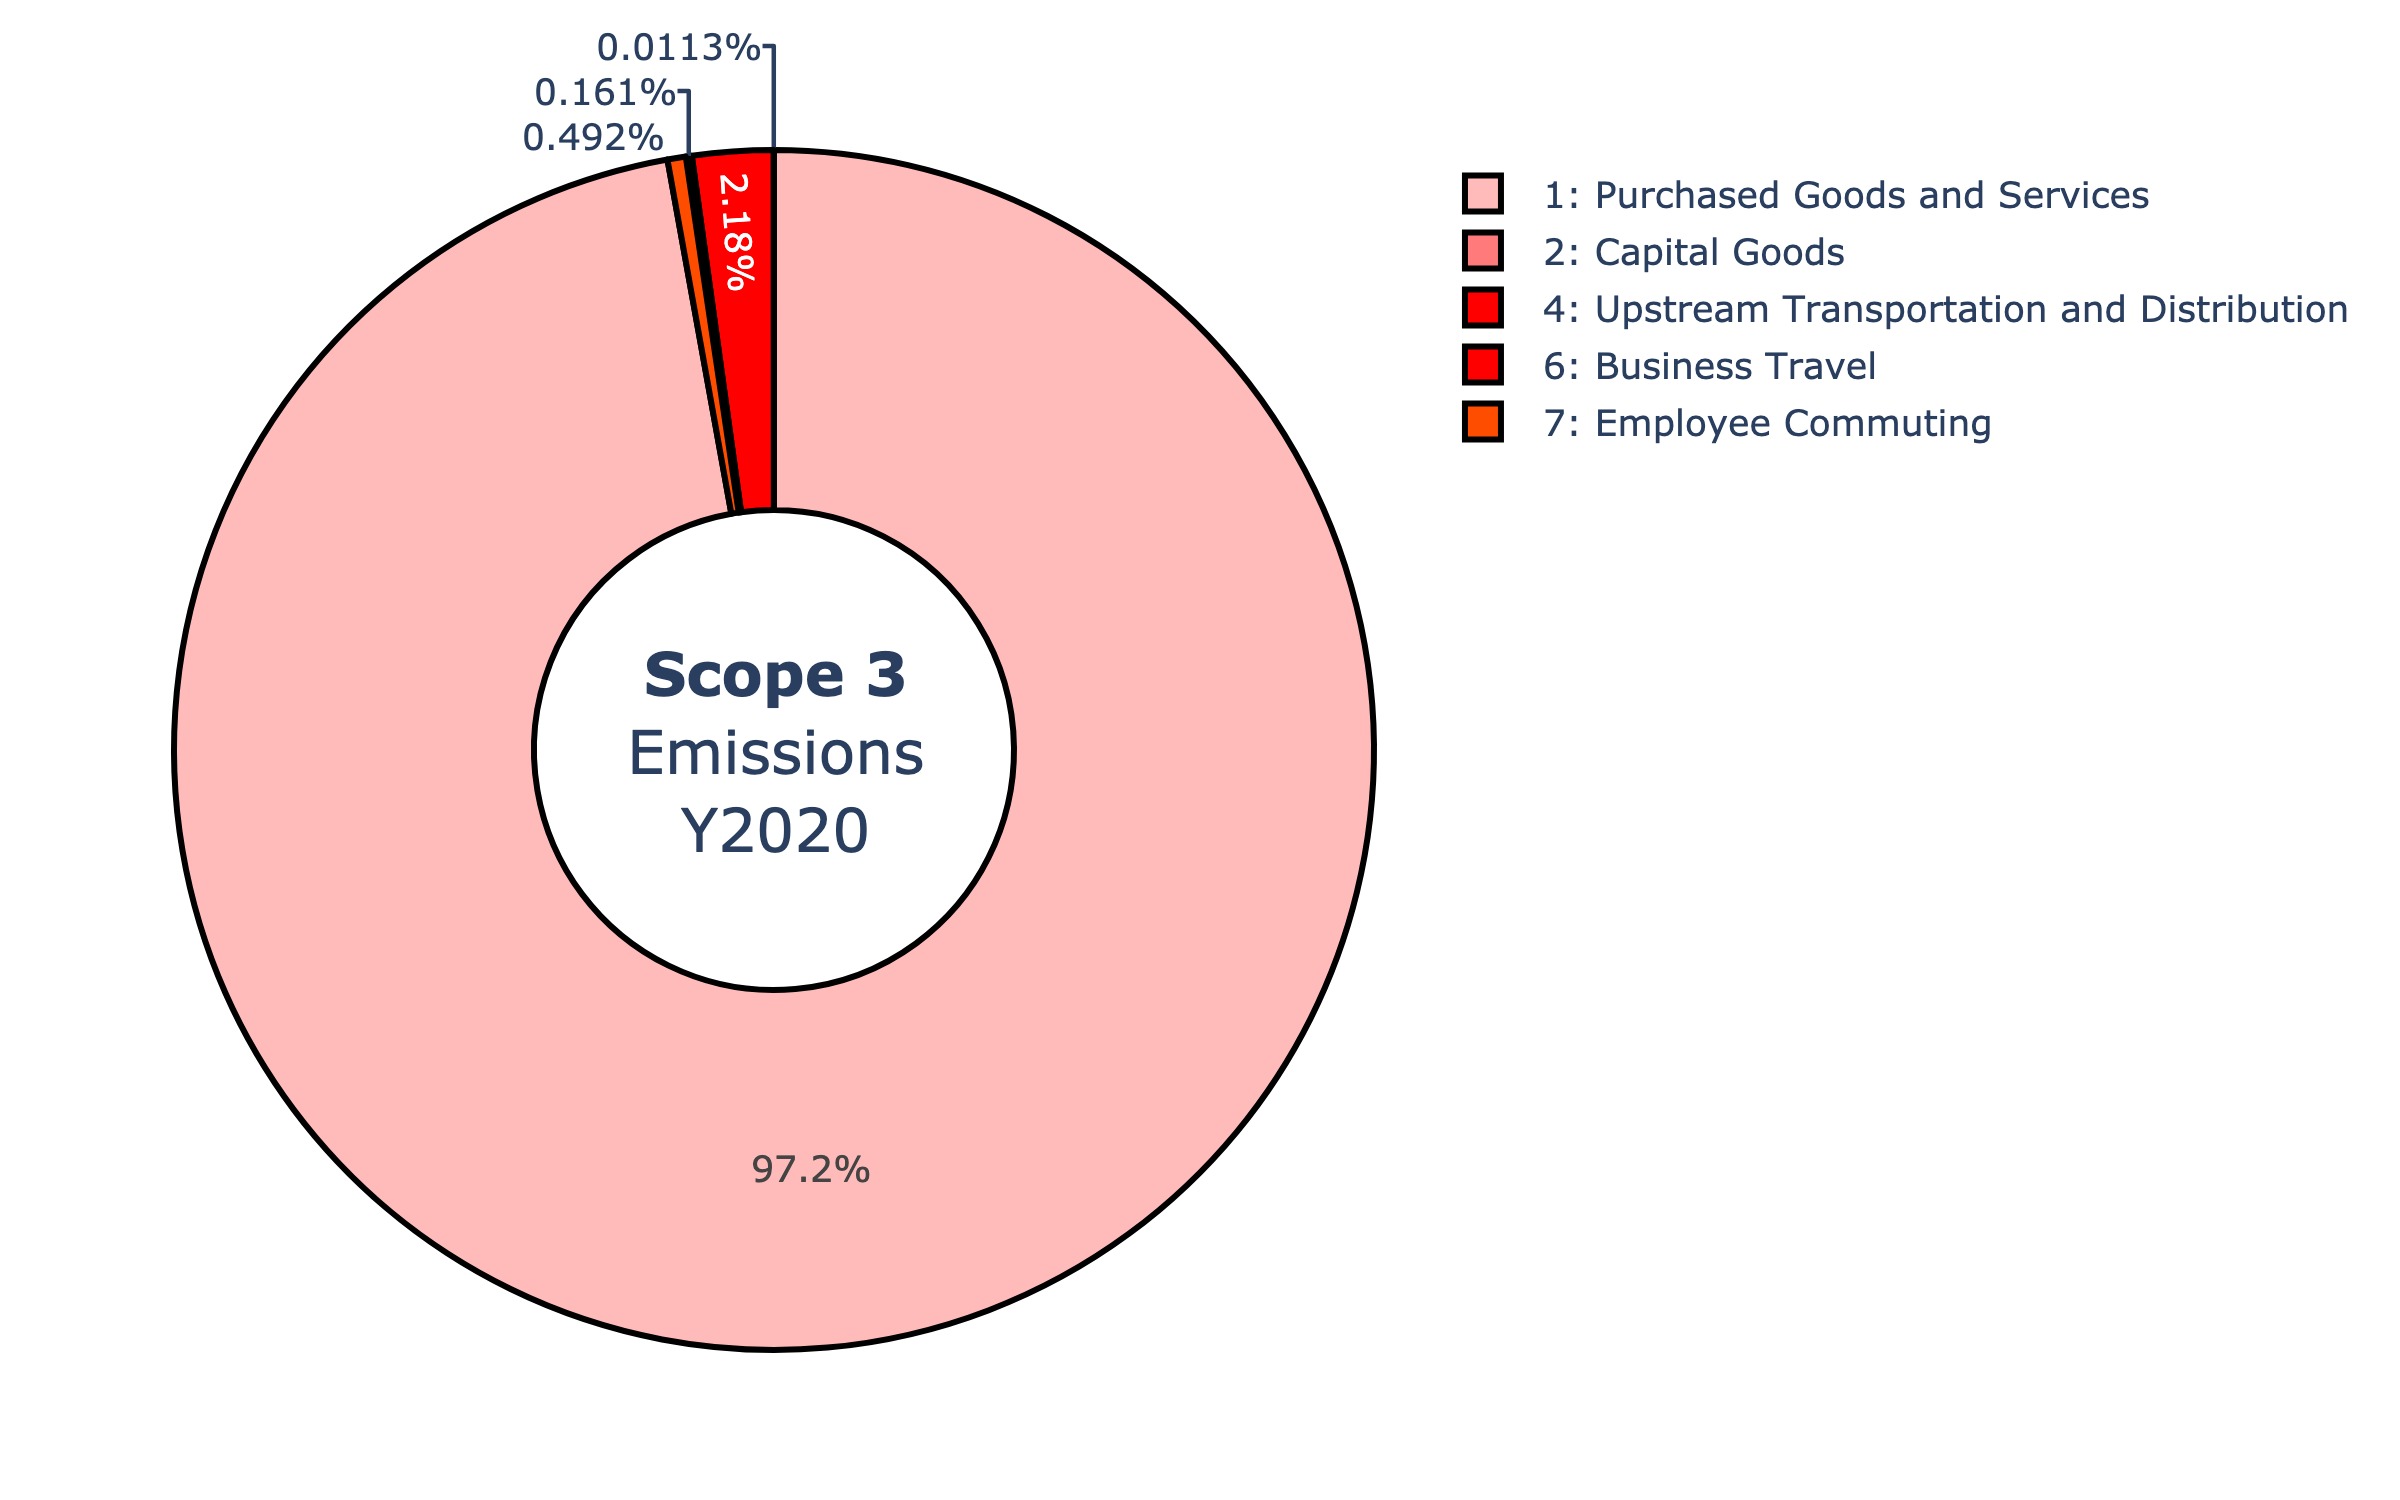 0.0113%
0.161%
0.492%
2.18%
1: Purchased Goods and Services
2: Capital Goods
4: Upstream Transportation and Distribution
6: Business Travel
7: Employee Commuting
Scope 3
Emissions
Y2020
97.2%